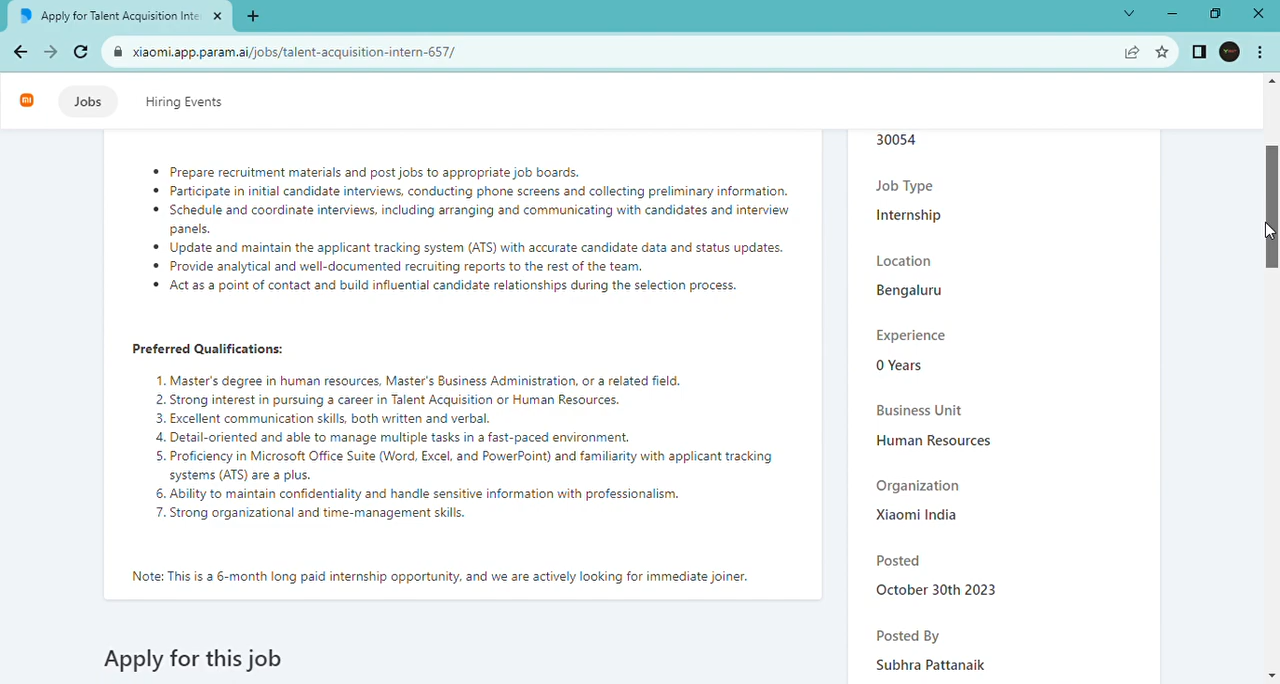 Apply for Talent Acquisition Inte
xiaomi.app.param.ai/jobs/talent-acquisition-intern-657/
mi
Jobs
Hiring Events
• Prepare recruitment materials and post jobs to appropriate job boards.
• Participate in initial candidate interviews, conducting phone screens and collecting preliminary information.
• Schedule and coordinate interviews, including arranging and communicating with candidates and interview
panels.
• Update and maintain the applicant tracking system (ATS) with accurate candidate data and status updates.
• Provide analytical and well-documented recruiting reports to the rest of the team.
• Act as a point of contact and build influential candidate relationships during the selection process.
Preferred Qualifications:
1. Master's degree in human resources, Master's Business Administration, or a related field.
2. Strong interest in pursuing a career in Talent Acquisition or Human Resources.
3. Excellent communication skills, both written and verbal.
4. Detail-oriented and able to manage multiple tasks in a fast-paced environment.
5. Proficiency in Microsoft Office Suite (Word, Excel, and PowerPoint) and familiarity with applicant tracking
systems (ATS) are a plus.
6. Ability to maintain confidentiality and handle sensitive information with professionalism.
7. Strong organizational and time-management skills.
Note: This is a 6-month long paid internship opportunity, and we are actively looking for immediate joiner.
Apply for this job
30054
Job Type
Internship
Location
Bengaluru
Experience
0 Years
Business Unit
Human Resources
Organization
Xiaomi India
Posted
October 30th 2023
Posted By
Subhra Pattanaik